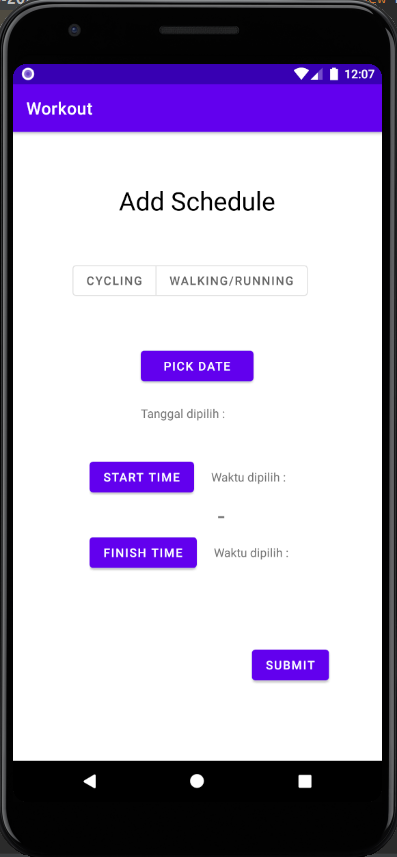 12:07
Workout
Add Schedule
CYCLING WALKING/RUNNING
PICK DATE
Tanggal dipilih :
START TIME Waktu dipilih :
-
FINISH TIME Waktu dipilih :
SUBMIT